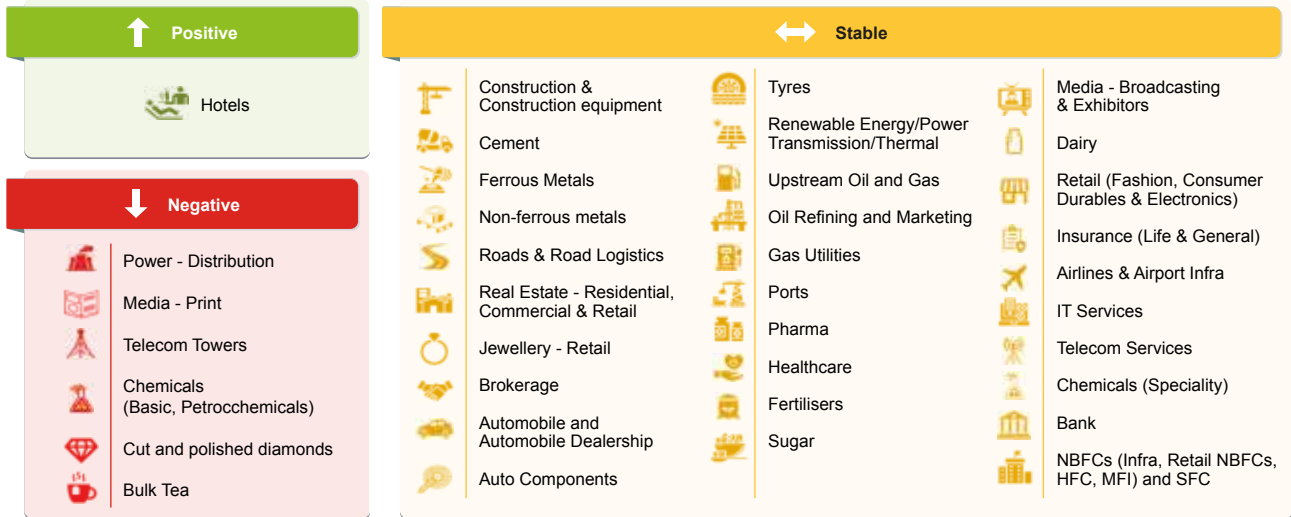 Positive
Hotels
Negative
Power - Distribution
Media - Print
Telecom Towers
Chemicals
(Basic, Petrocchemicals)
Cut and polished diamonds
Bulk Tea
Stable
Construction &
Construction equipment
Cement
Ferrous Metals
Non-ferrous metals
Roads & Road Logistics
Real Estate - Residential,
Commercial & Retail
Jewellery - Retail
Brokerage
Automobile and
Automobile Dealership
Auto Components
Tyres
Renewable Energy/Power
Transmission/Thermal
Upstream Oil and Gas
Oil Refining and Marketing
Gas Utilities
Ports
Pharma
Healthcare
Fertilisers
Sugar
Media - Broadcasting
& Exhibitors
Dairy
Retail (Fashion, Consumer
Durables & Electronics)
Insurance (Life & General)
Airlines & Airport Infra
IT Services
Telecom Services
Chemicals (Speciality)
Bank
NBFCs (Infra, Retail NBFCs,
HFC, MFI) and SFC